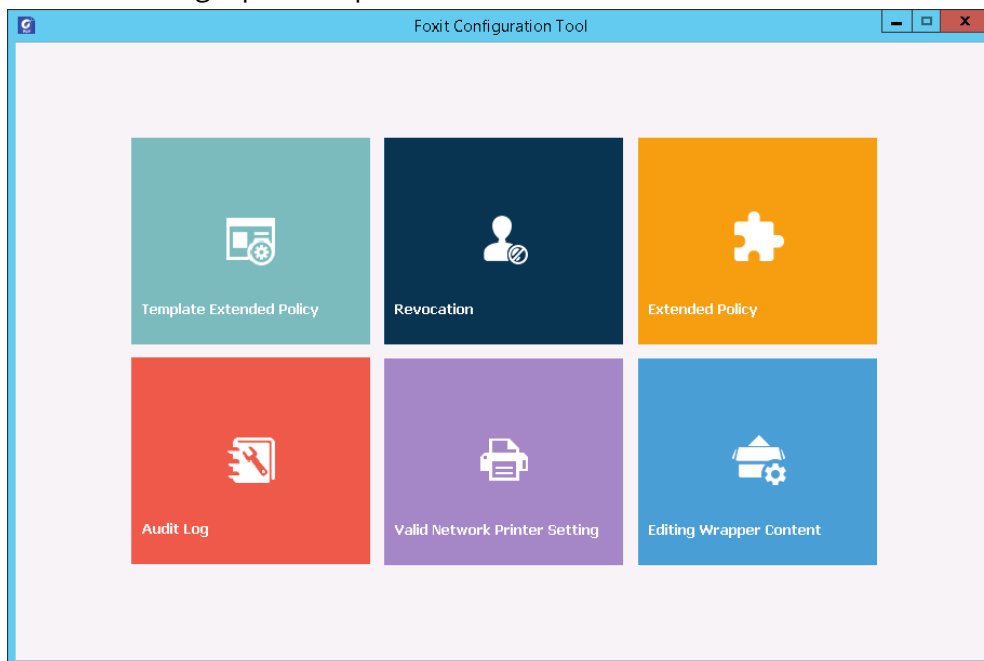 Foxit Configuration Tool
Template Extended Policy
Revocation
Extended Policy
Audit Log
Valid Network Printer Setting
Editing Wrapper Content